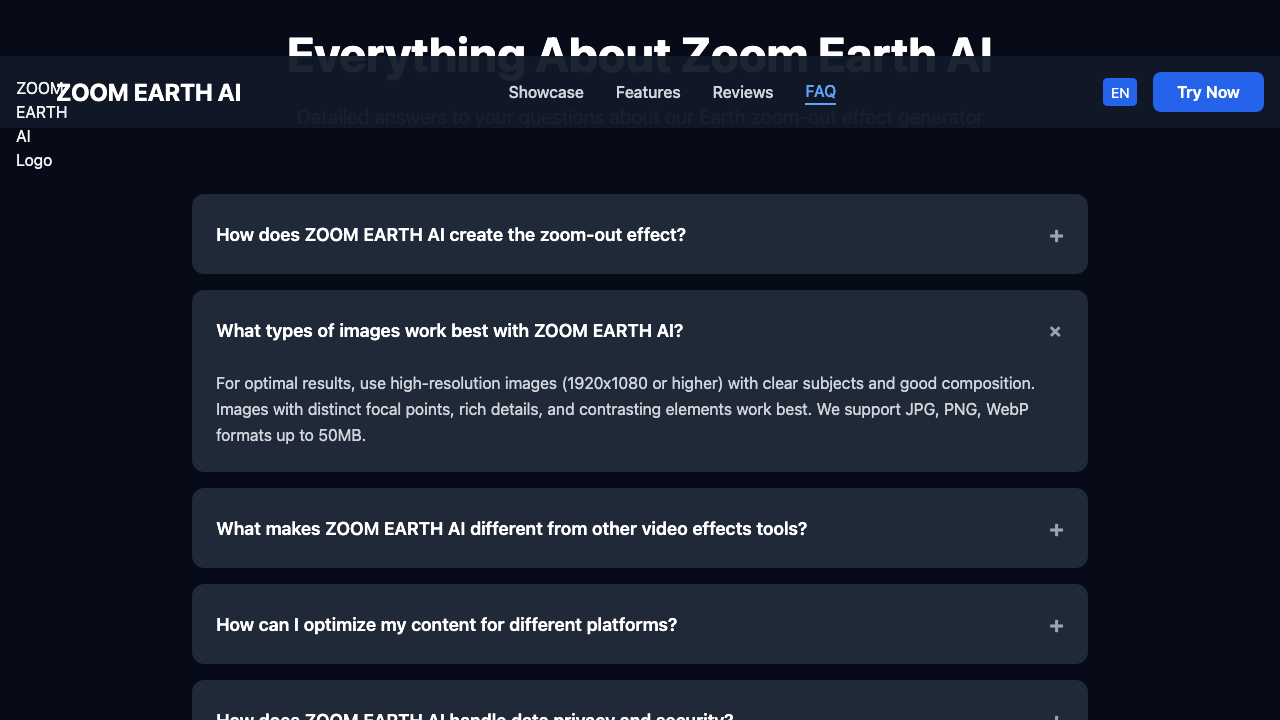 Everything About Zoom Earth AI
ZOOM EARTH AI Logo
ZOOM EARTH AI
Showcase
Features
Reviews
FAQ
EN
Try Now
Detailed answers to your questions about our Earth zoom-out effect generator
How does ZOOM EARTH AI create the zoom-out effect?
+
What types of images work best with ZOOM EARTH AI?
×
For optimal results, use high-resolution images (1920x1080 or higher) with clear subjects and good composition.
Images with distinct focal points, rich details, and contrasting elements work best. We support JPG, PNG, WebP
formats up to 50MB.
What makes ZOOM EARTH AI different from other video effects tools?
+
How can I optimize my content for different platforms?
+
How does ZOOM EARTH AI handle data privacy and security?
+